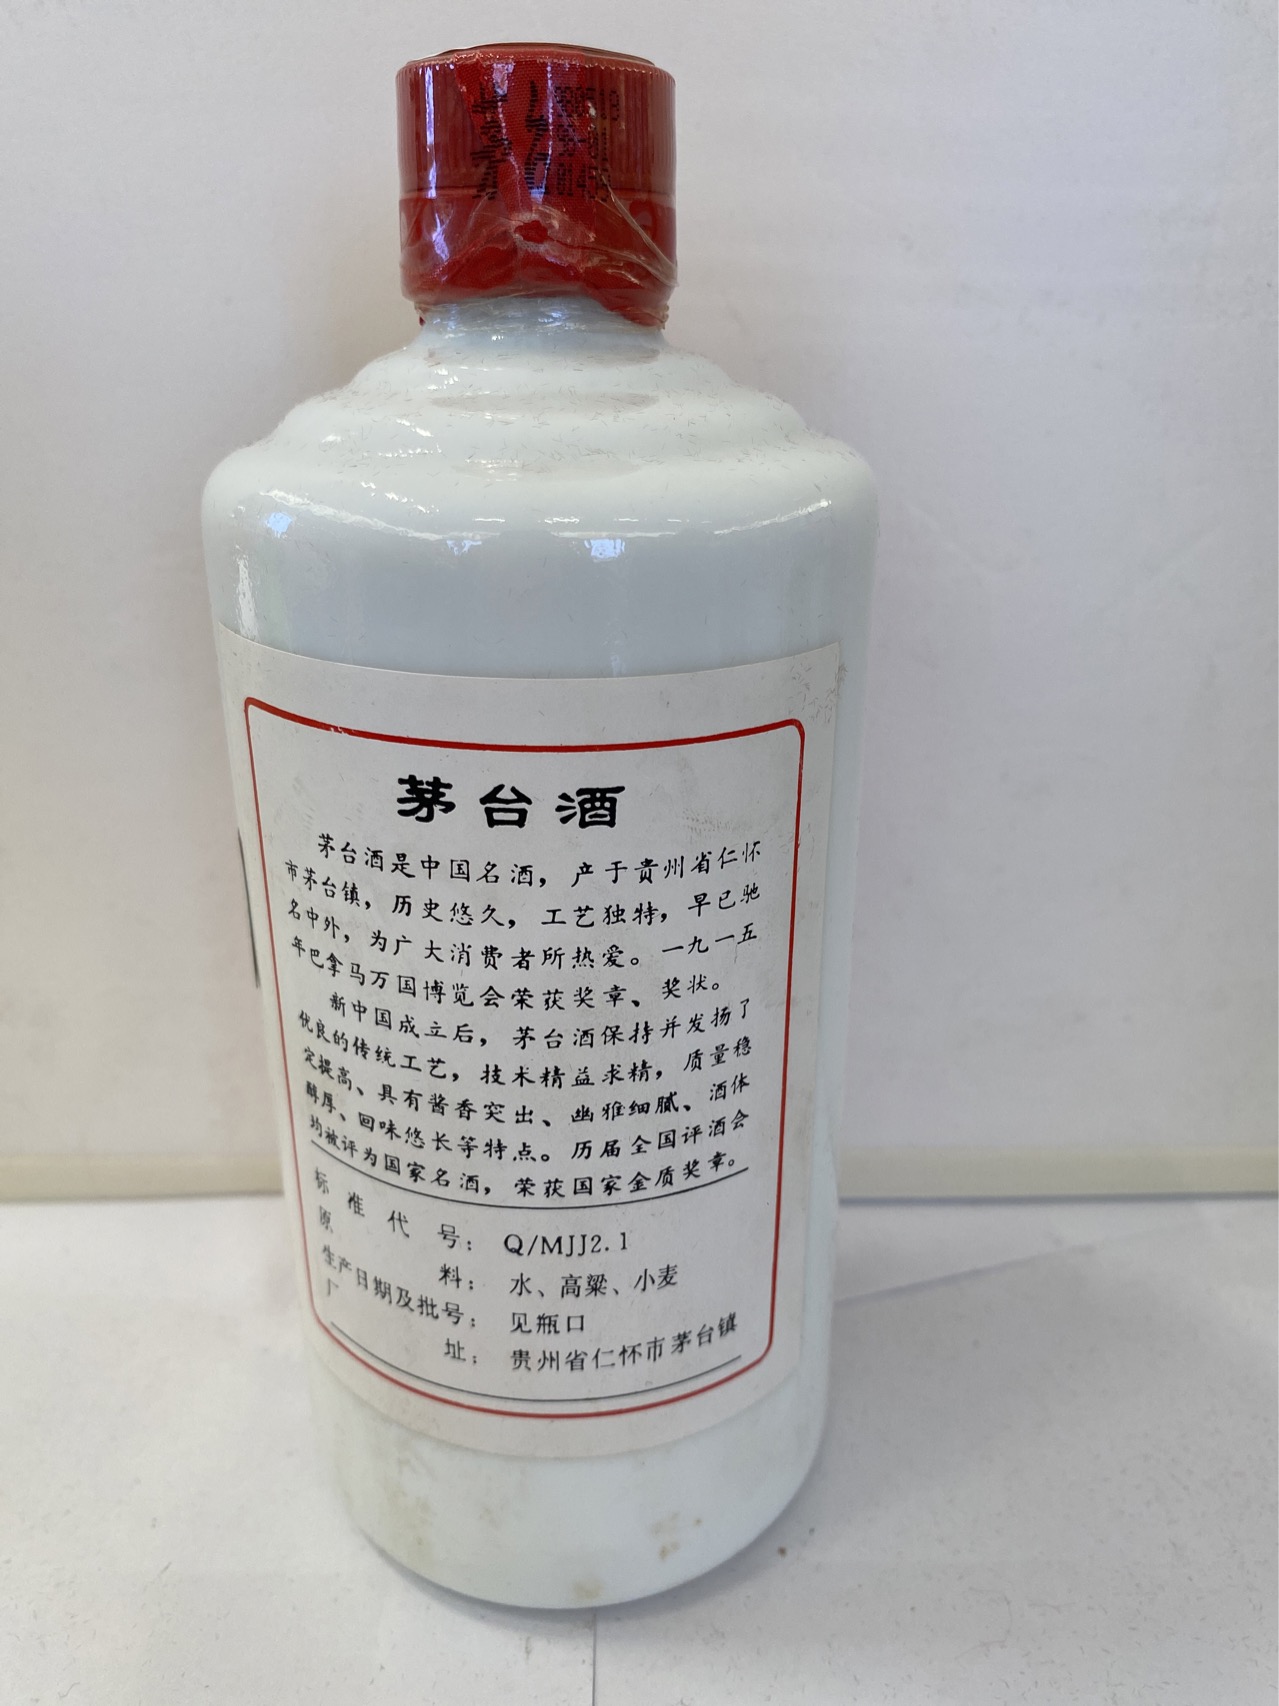 茅台
茅台酒
茅台酒是中国名酒，产于贵州省仁怀
市茅台镇，历史悠久，工艺独特，早已驰
名中外，为广大消费者所热爱。一九一五
年巴拿马万国博览会荣获奖章、奖状。
新中国成立后，茅台酒保持并发扬了
优良的传统工艺，技术精益求精，质量稳
定提高、具有酱香突出、幽雅细腻、酒体
醇厚、回味悠长等特点。历届全国评酒会
均被评为国家名酒，荣获国家金质奖章。
标准代号：Q/MJJ2.1
原料：水、高粱、小麦
生产日期及批号：见瓶口
厂址：贵州省仁怀市茅台镇